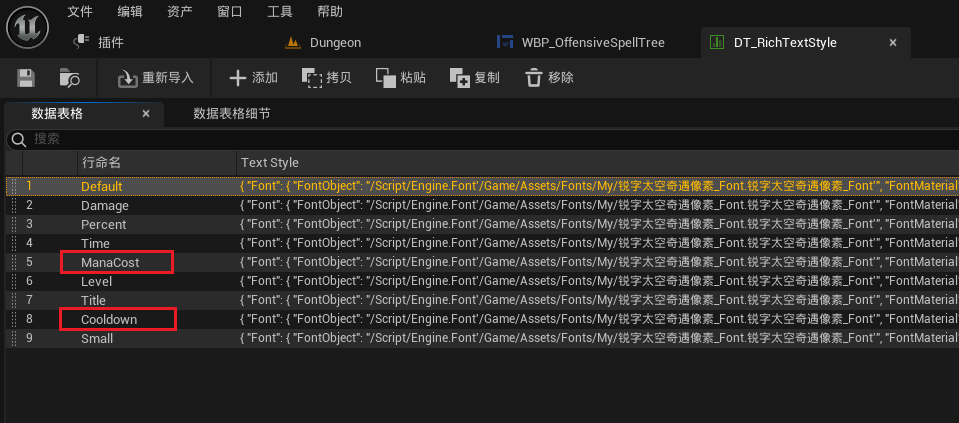 文件 编辑 资产 窗口 工具 帮助
插件 Dungeon WBP_OffensiveSpellTree DT_RichTextStyle ×
重新导入 添加 拷贝 粘贴 复制 移除
数据表格 × 数据表格细节
搜索
行命名 Text Style
1 Default { "Font": { "FontObject": "/Script/Engine.Font'/Game/Assets/Fonts/My/锐字太空奇遇像素_Font.锐字太空奇遇像素_Font'", "FontMaterial"
2 Damage { "Font": { "FontObject": "/Script/Engine.Font'/Game/Assets/Fonts/My/锐字太空奇遇像素_Font.锐字太空奇遇像素_Font'", "FontMaterial"
3 Percent { "Font": { "FontObject": "/Script/Engine.Font'/Game/Assets/Fonts/My/锐字太空奇遇像素_Font.锐字太空奇遇像素_Font'", "FontMaterial"
4 Time { "Font": { "FontObject": "/Script/Engine.Font'/Game/Assets/Fonts/My/锐字太空奇遇像素_Font.锐字太空奇遇像素_Font'", "FontMaterial"
5 ManaCost { "Font": { "FontObject": "/Script/Engine.Font'/Game/Assets/Fonts/My/锐字太空奇遇像素_Font.锐字太空奇遇像素_Font'", "FontMaterial"
6 Level { "Font": { "FontObject": "/Script/Engine.Font'/Game/Assets/Fonts/My/锐字太空奇遇像素_Font.锐字太空奇遇像素_Font'", "FontMaterial"
7 Title { "Font": { "FontObject": "/Script/Engine.Font'/Game/Assets/Fonts/My/锐字太空奇遇像素_Font.锐字太空奇遇像素_Font'", "FontMaterial"
8 Cooldown { "Font": { "FontObject": "/Script/Engine.Font'/Game/Assets/Fonts/My/锐字太空奇遇像素_Font.锐字太空奇遇像素_Font'", "FontMaterial"
9 Small { "Font": { "FontObject": "/Script/Engine.Font'/Game/Assets/Fonts/My/锐字太空奇遇像素_Font.锐字太空奇遇像素_Font'", "FontMaterial"